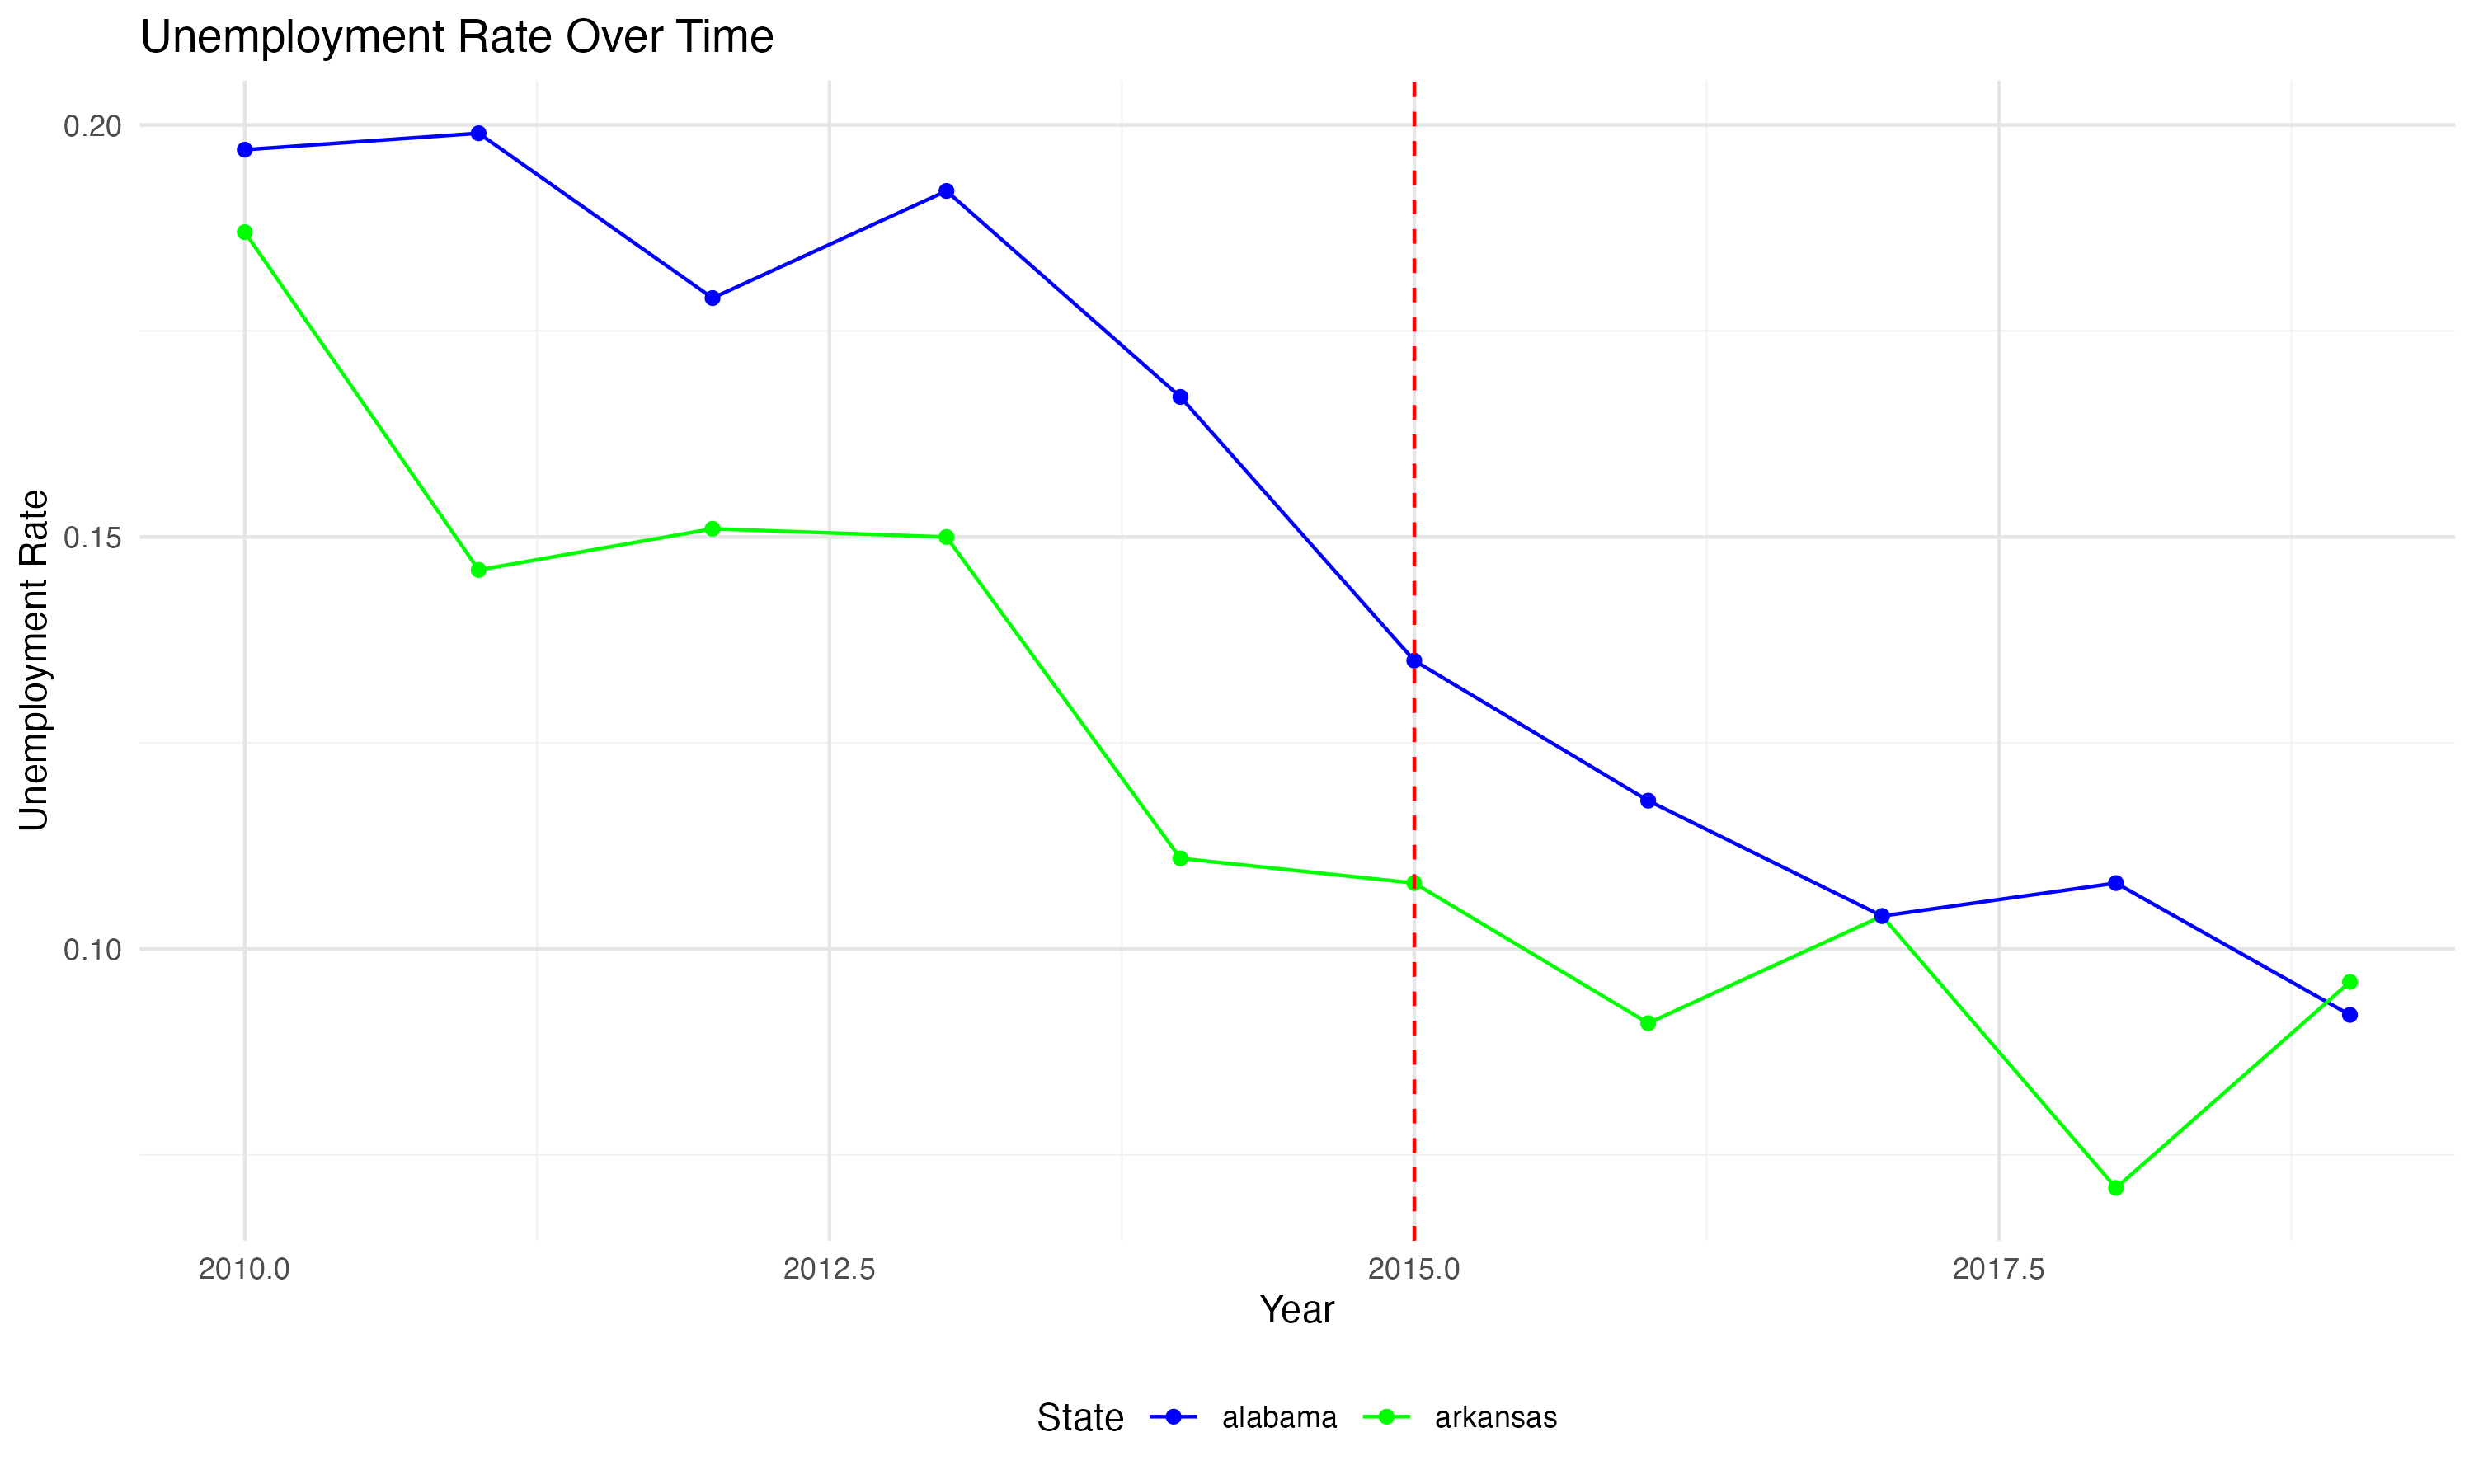 Unemployment Rate Over Time
0.20
0.15
0.10
Unemployment Rate
2010.0 2012.5 2015.0 2017.5
Year
State alabama arkansas